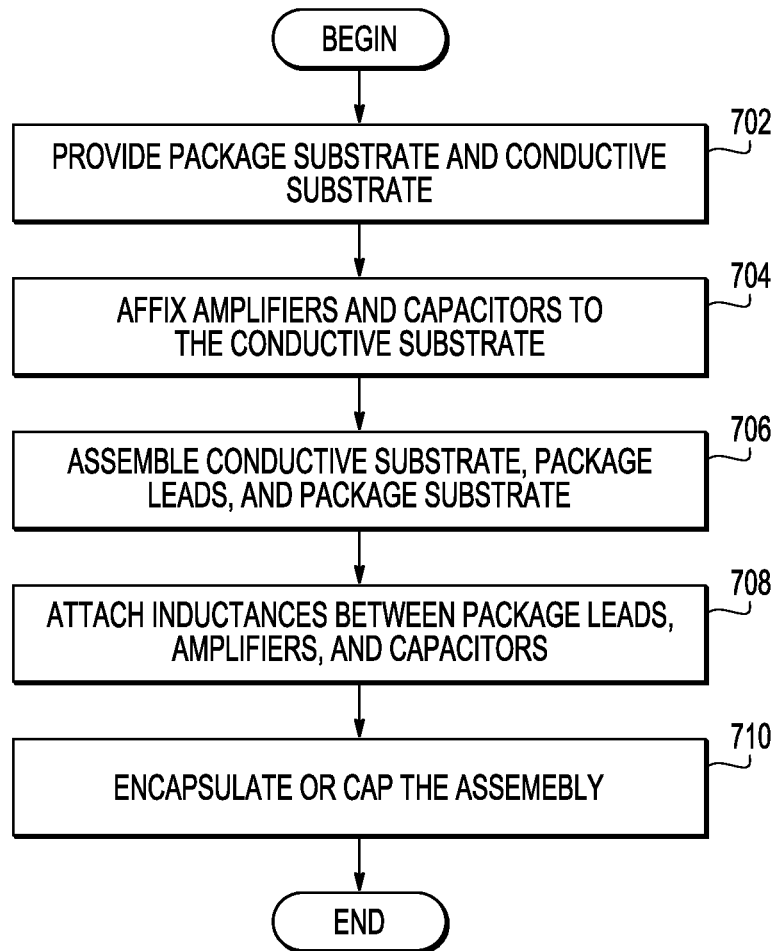 BEGIN
702
PROVIDE PACKAGE SUBSTRATE AND CONDUCTIVE
SUBSTRATE
704
AFFIX AMPLIFIERS AND CAPACITORS TO
THE CONDUCTIVE SUBSTRATE
706
ASSEMBLE CONDUCTIVE SUBSTRATE, PACKAGE
LEADS, AND PACKAGE SUBSTRATE
708
ATTACH INDUCTANCES BETWEEN PACKAGE LEADS,
AMPLIFIERS, AND CAPACITORS
710
ENCAPSULATE OR CAP THE ASSEMEBLY
END